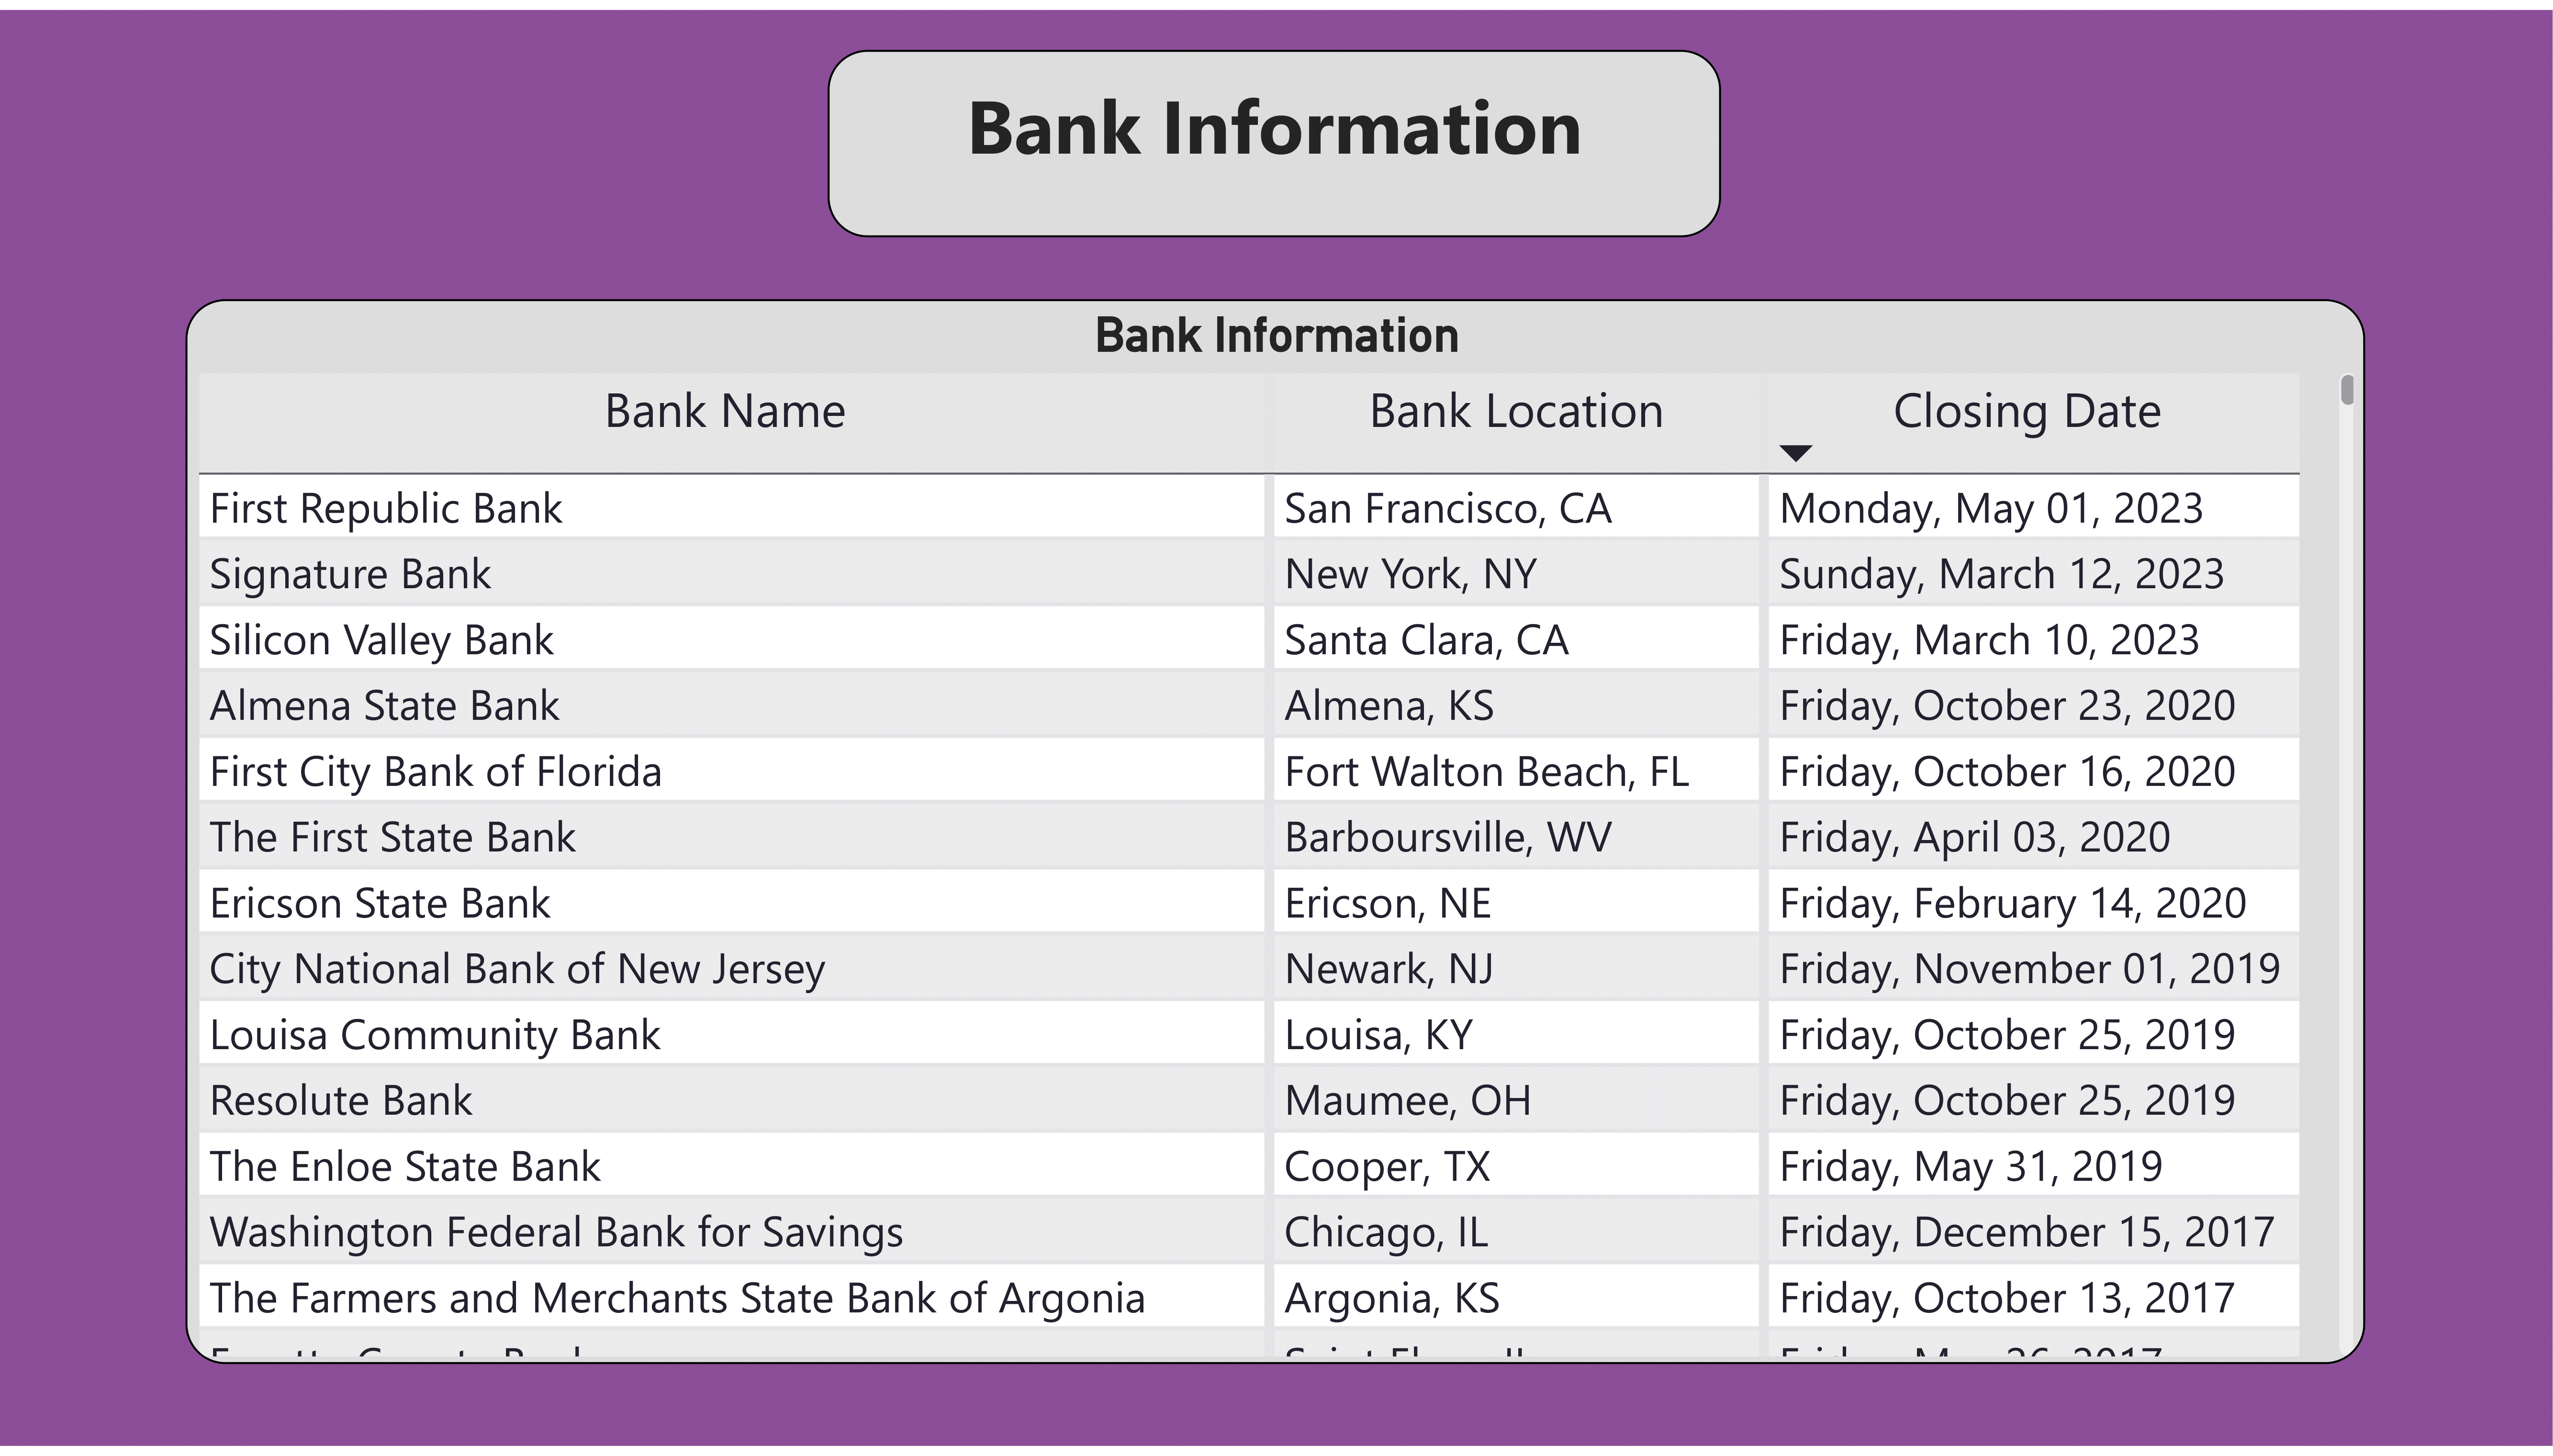 Bank Information
Bank Information
Bank Name Bank Location Closing Date
First Republic Bank San Francisco, CA Monday, May 01, 2023
Signature Bank New York, NY Sunday, March 12, 2023
Silicon Valley Bank Santa Clara, CA Friday, March 10, 2023
Almena State Bank Almena, KS Friday, October 23, 2020
First City Bank of Florida Fort Walton Beach, FL Friday, October 16, 2020
The First State Bank Barboursville, WV Friday, April 03, 2020
Ericson State Bank Ericson, NE Friday, February 14, 2020
City National Bank of New Jersey Newark, NJ Friday, November 01, 2019
Louisa Community Bank Louisa, KY Friday, October 25, 2019
Resolute Bank Maumee, OH Friday, October 25, 2019
The Enloe State Bank Cooper, TX Friday, May 31, 2019
Washington Federal Bank for Savings Chicago, IL Friday, December 15, 2017
The Farmers and Merchants State Bank of Argonia Argonia, KS Friday, October 13, 2017